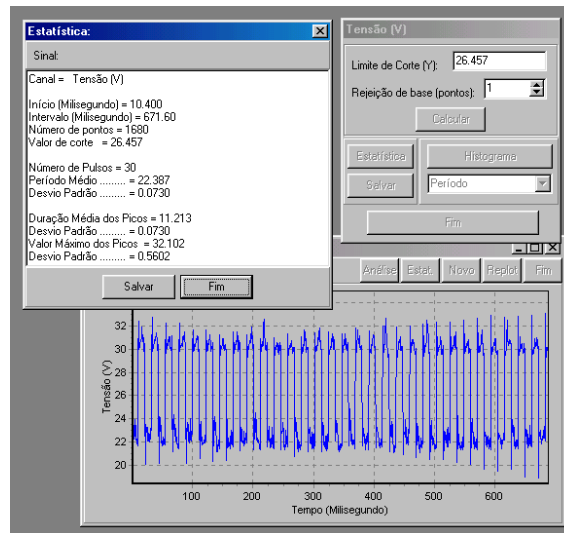 Estatística:
Sinal:
Canal = Tensão (V)
Início (Milisegundo) = 10.400
Intervalo (Milisegundo) = 671.60
Número de pontos = 1680
Valor de corte = 26.457
Número de Pulsos = 30
Período Médio ......... = 22.387
Desvio Padrão ......... = 0.0730
Duração Média dos Picos = 11.213
Desvio Padrão ......... = 0.0730
Valor Máximo dos Picos = 32.102
Desvio Padrão ......... = 0.5602
Salvar
Fim
Tensão (V)
Limite de Corte (Y):
26.457
Rejeição de base (pontos):
1
Calcular
Estatística
Histograma
Salvar
Período
Fim
Análise
Estat.
Novo
Replot
Fim
32
30
28
26
24
22
20
Tensão (V)
100
200
300
400
500
600
Tempo (Milisegundo)